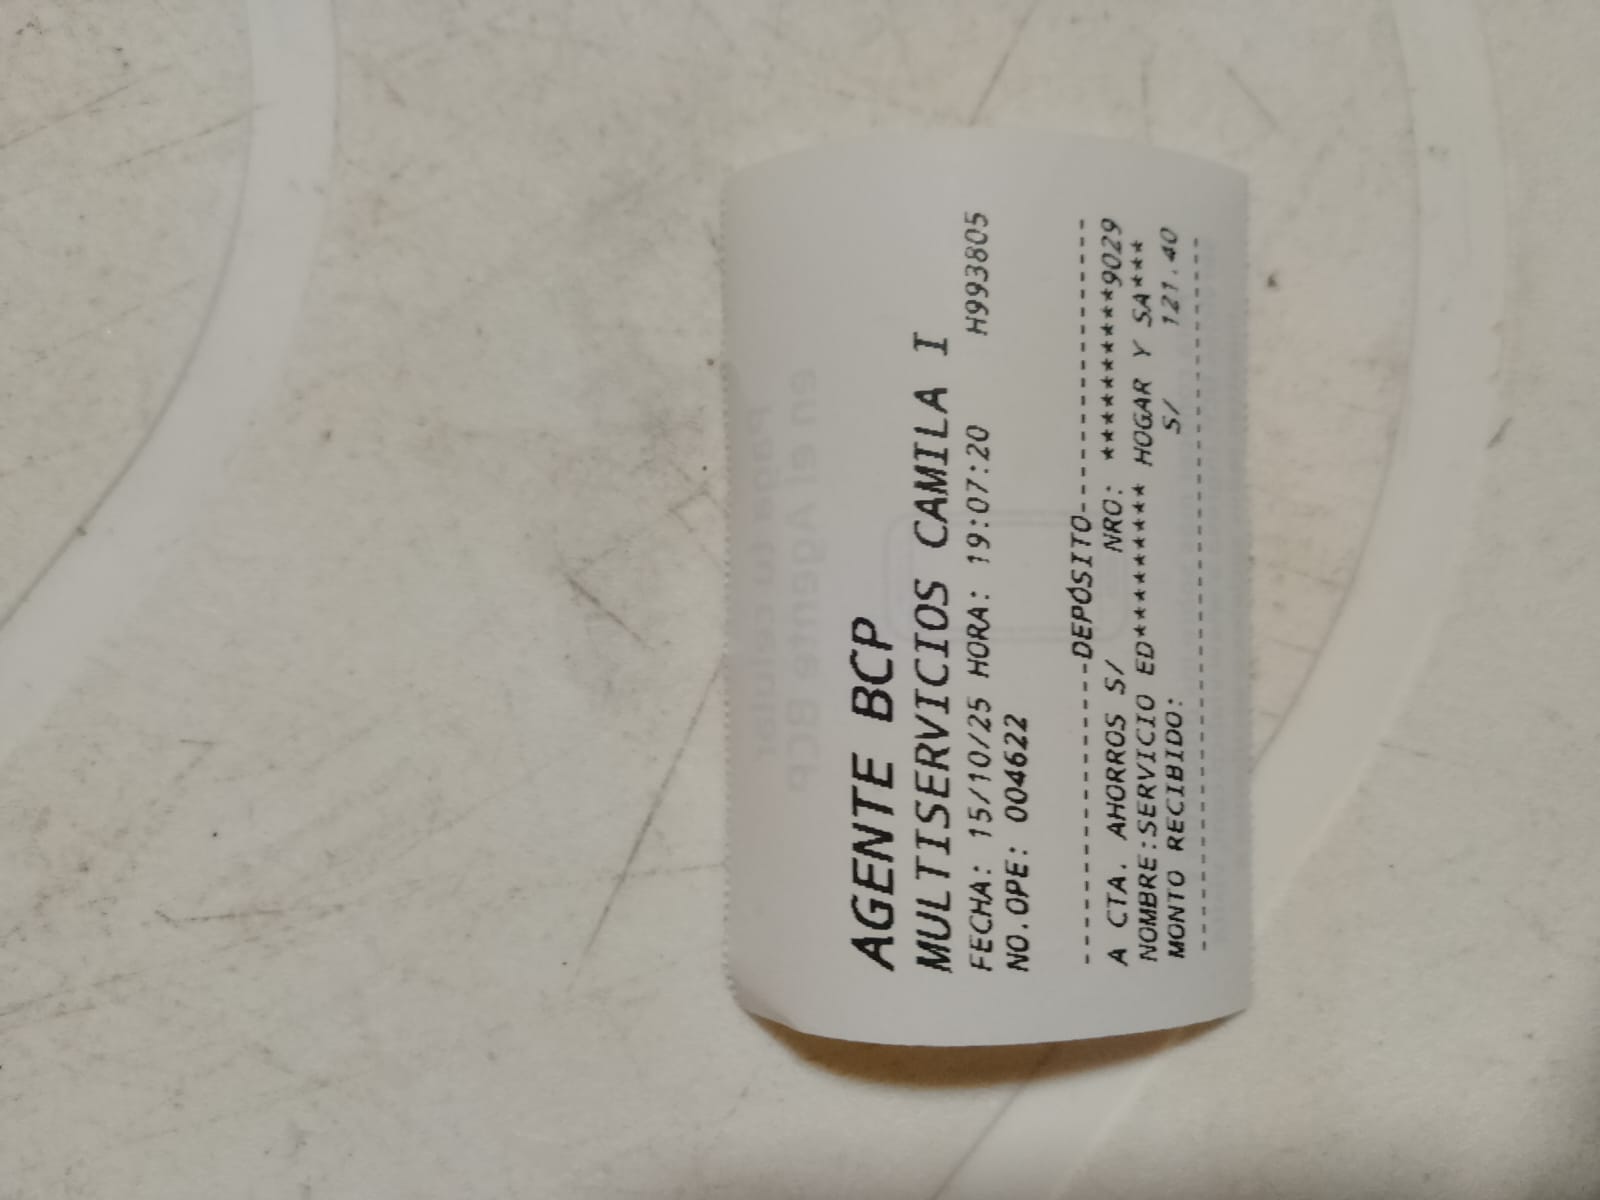 AGENTE BCP
MULTISERVICIOS CAMILA I
FECHA: 15/10/25 HORA: 19:07:20 H993805
NO.OPE: 004622
--------------------DEPÓSITO--------------------
A CTA. AHORROS S/ NRO: **********9029
NOMBRE:SERVICIO ED********* HOGAR Y SA***
MONTO RECIBIDO: S/ 121.40
------------------------------------------------